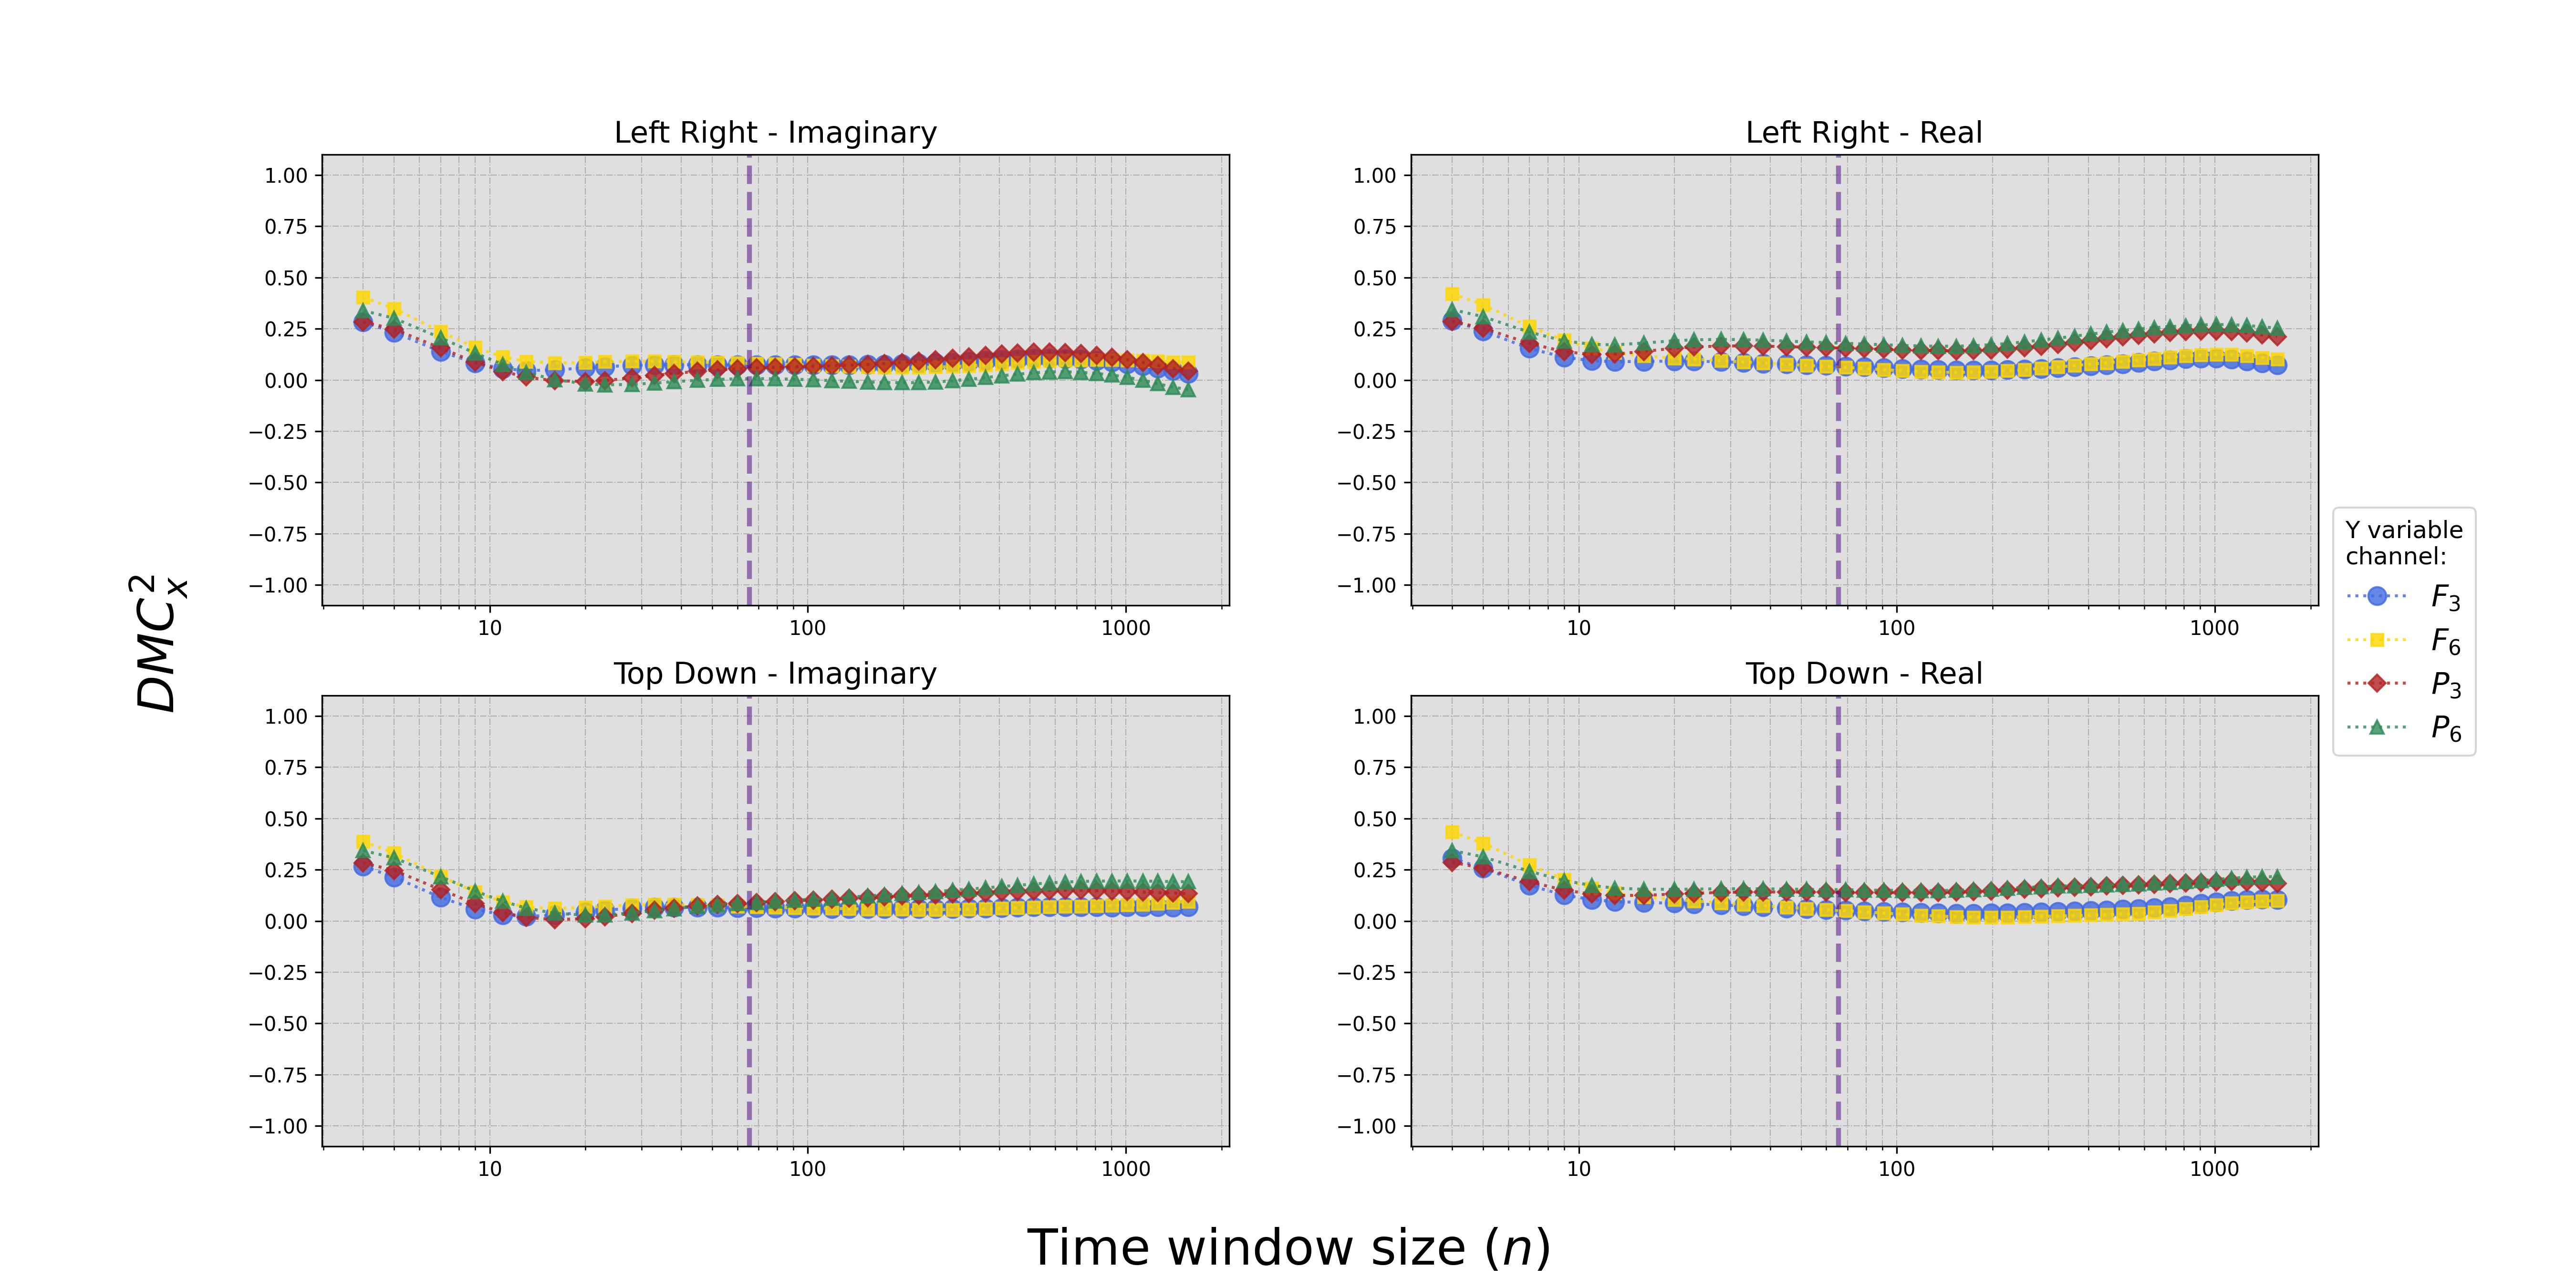 Left Right - Imaginary
1.00
0.75
0.50
0.25
0.00
−0.25
−0.50
−0.75
−1.00
10 100 1000
Left Right - Real
1.00
0.75
0.50
0.25
0.00
−0.25
−0.50
−0.75
−1.00
10 100 1000
Top Down - Imaginary
1.00
0.75
0.50
0.25
0.00
−0.25
−0.50
−0.75
−1.00
10 100 1000
Top Down - Real
1.00
0.75
0.50
0.25
0.00
−0.25
−0.50
−0.75
−1.00
10 100 1000
Y variable
channel:
F₃
F₆
P₃
P₆
DMC²ₓ
Time window size (n)